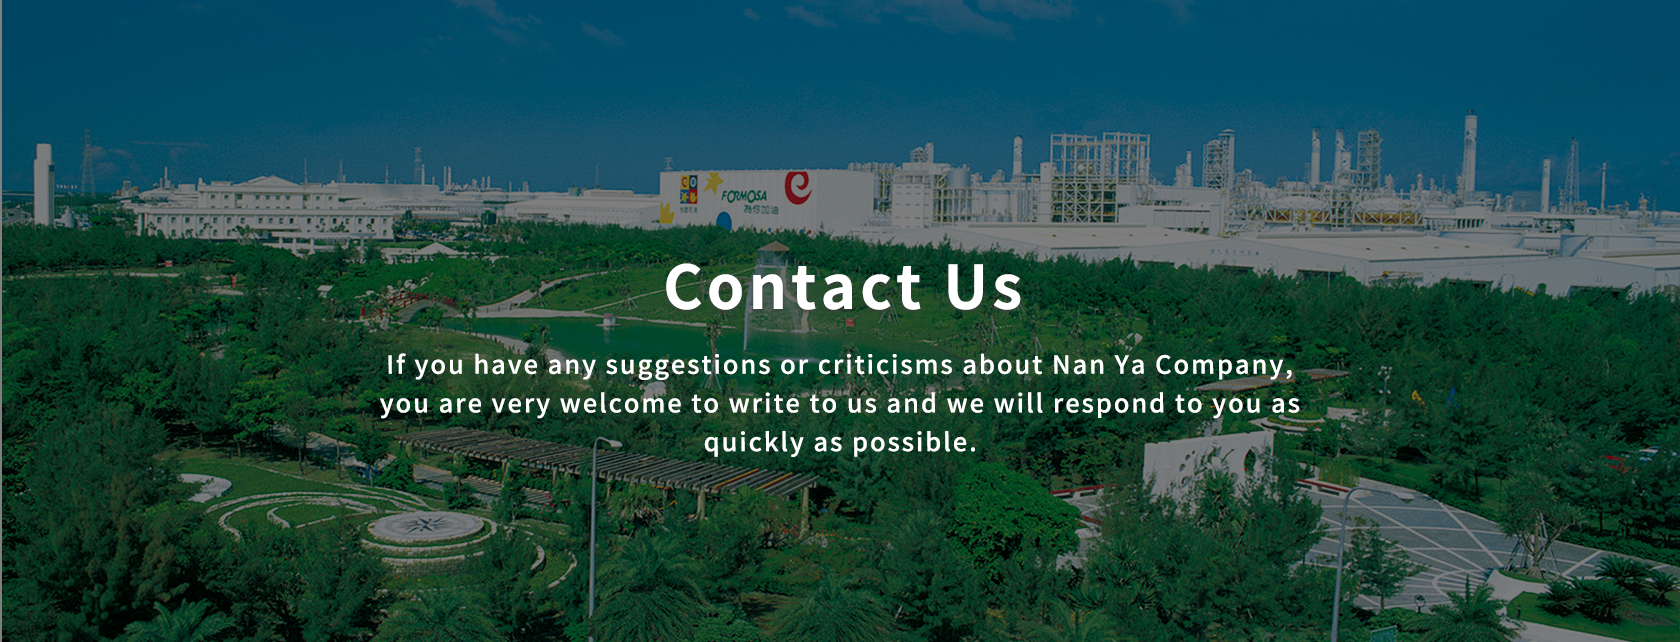 FORMOSA
Contact Us
If you have any suggestions or criticisms about Nan Ya Company,
you are very welcome to write to us and we will respond to you as
quickly as possible.